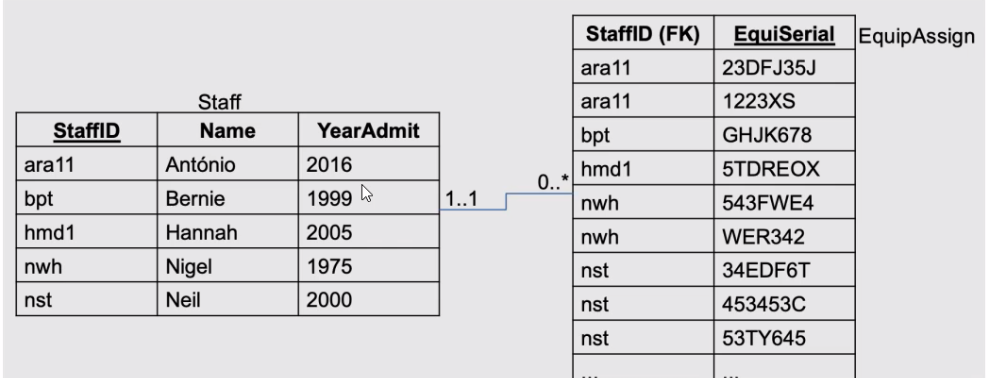 Staff
StaffID Name YearAdmit
ara11 António 2016
bpt Bernie 1999
hmd1 Hannah 2005
nwh Nigel 1975
nst Neil 2000
1..1
0..*
StaffID (FK) EquiSerial
EquipAssign
ara11 23DFJ35J
ara11 1223XS
bpt GHJK678
hmd1 5TDREOX
nwh 543FWE4
nwh WER342
nst 34EDF6T
nst 453453C
nst 53TY645
... ...